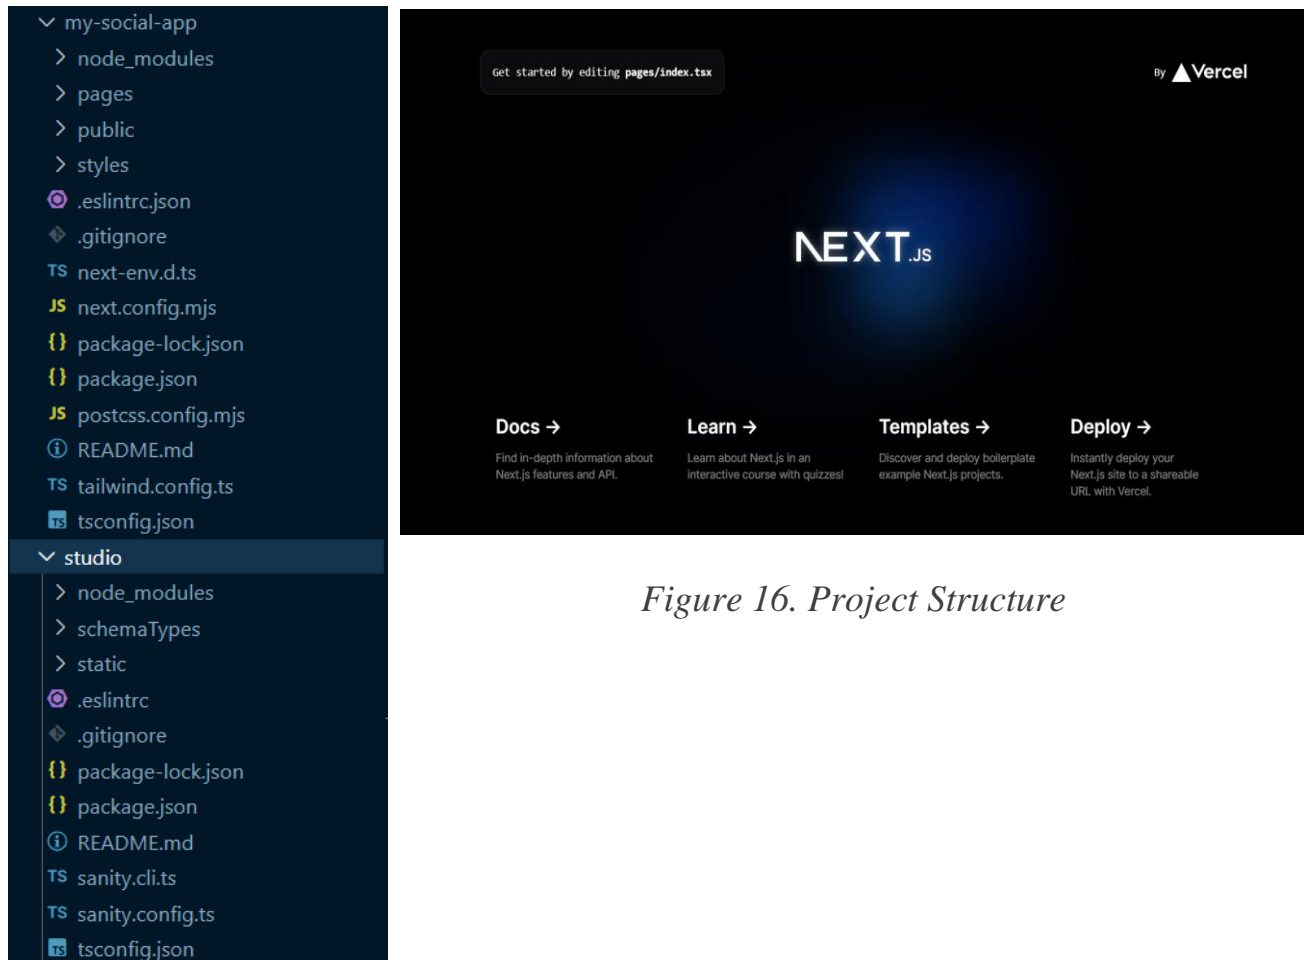 my-social-app
node_modules
pages
public
styles
.eslintrc.json
.gitignore
TS next-env.d.ts
JS next.config.mjs
{} package-lock.json
{} package.json
JS postcss.config.mjs
README.md
TS tailwind.config.ts
TS tsconfig.json
studio
node_modules
schemaTypes
static
.eslintrc
.gitignore
{} package-lock.json
{} package.json
README.md
TS sanity.cli.ts
TS sanity.config.ts
TS tsconfig.json
Get started by editing pages/index.tsx
By Vercel
NEXT.JS
Docs →
Find in-depth information about
Next.js features and API.
Learn →
Learn about Next.js in an
interactive course with quizzes!
Templates →
Discover and deploy boilerplate
example Next.js projects.
Deploy →
Instantly deploy your
Next.js site to a shareable
URL with Vercel.
Figure 16. Project Structure